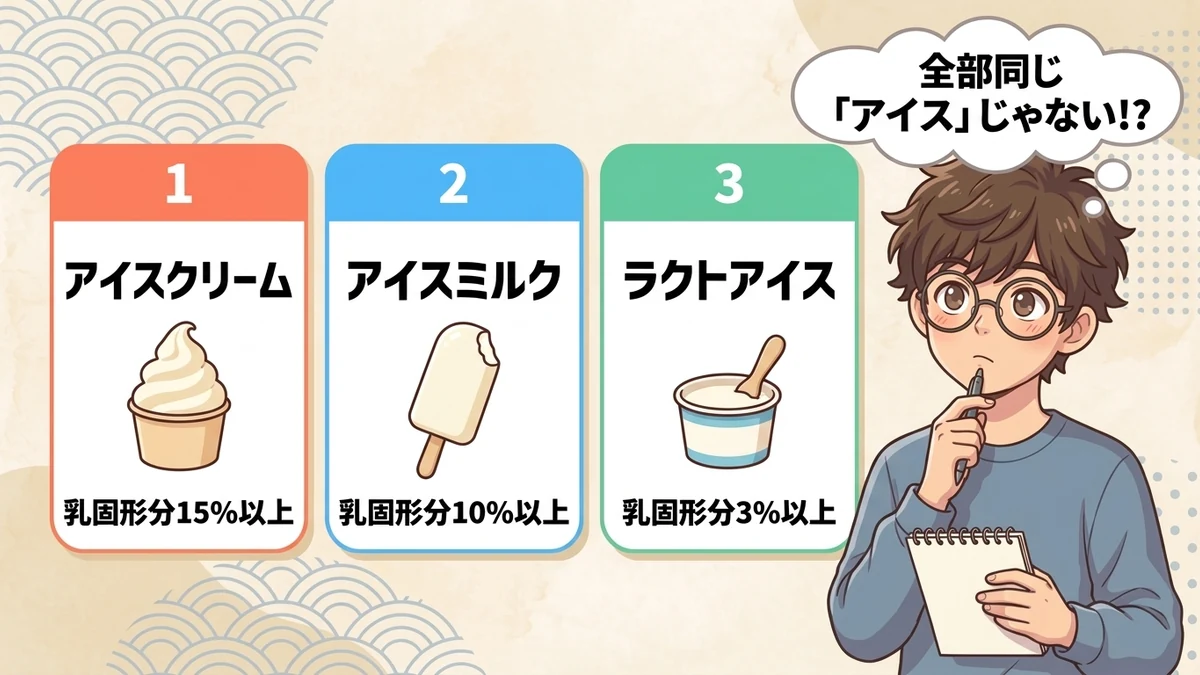 全部同じ
「アイス」じゃない!?
1
アイスクリーム
乳固形分15%以上
2
アイスミルク
乳固形分10%以上
3
ラクトアイス
乳固形分3%以上